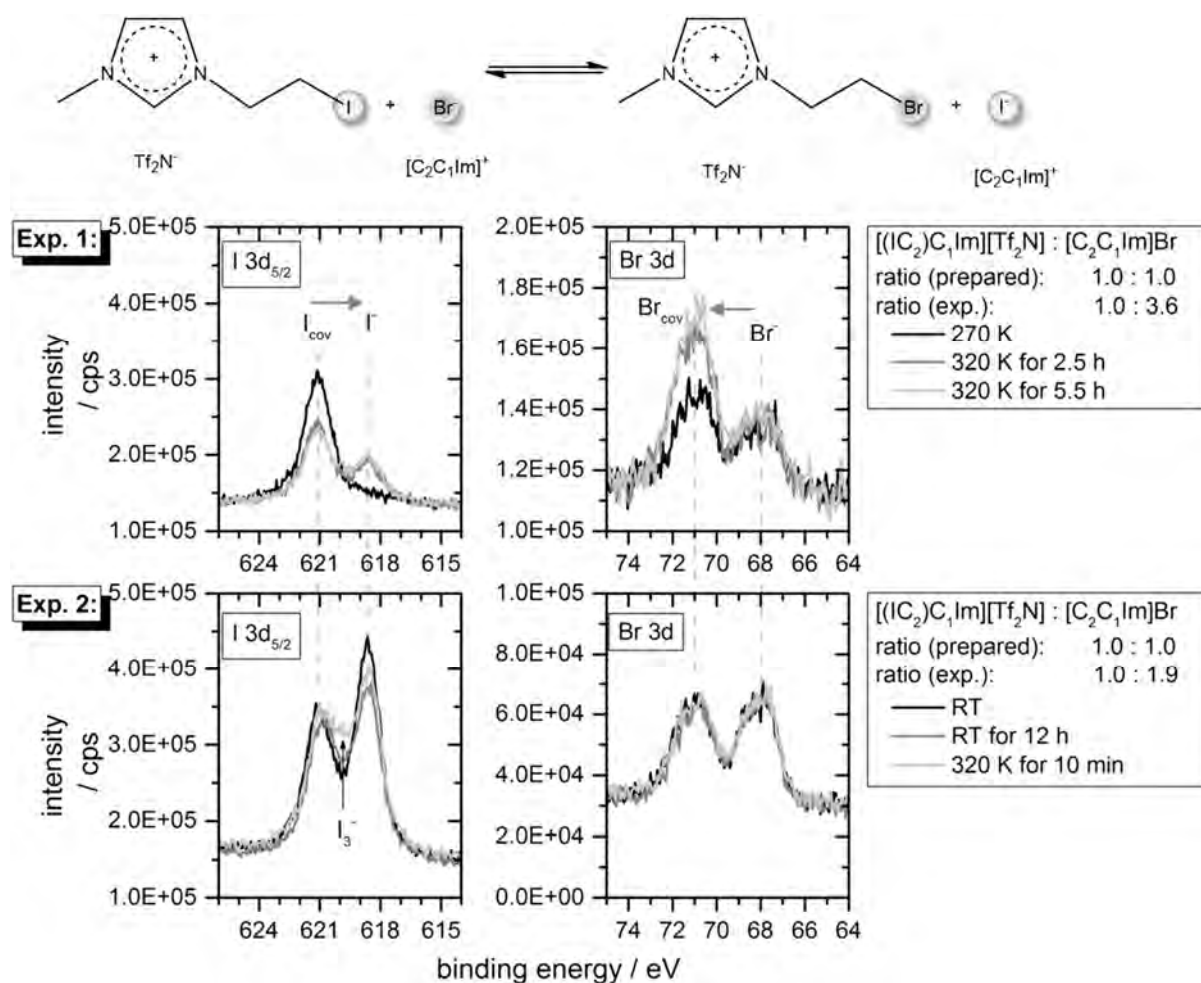 + + 
N N I + Br⁻
N N Br + I⁻
Tf₂N⁻ [C₂C₁Im]⁺ Tf₂N⁻ [C₂C₁Im]⁺
Exp. 1:
intensity / cps
5.0E+05
4.0E+05
3.0E+05
2.0E+05
1.0E+05
I 3d₅/₂
I_cov I⁻
624 621 618 615
2.0E+05
1.8E+05
1.6E+05
1.4E+05
1.2E+05
1.0E+05
Br 3d
Br_cov Br⁻
74 72 70 68 66 64
[(IC₂)C₁Im][Tf₂N] : [C₂C₁Im]Br
ratio (prepared): 1.0 : 1.0
ratio (exp.): 1.0 : 3.6
270 K
320 K for 2.5 h
320 K for 5.5 h
Exp. 2:
intensity / cps
5.0E+05
4.0E+05
3.0E+05
2.0E+05
1.0E+05
I 3d₅/₂
I₃⁻
624 621 618 615
1.0E+05
8.0E+04
6.0E+04
4.0E+04
2.0E+04
0.0E+00
Br 3d
74 72 70 68 66 64
[(IC₂)C₁Im][Tf₂N] : [C₂C₁Im]Br
ratio (prepared): 1.0 : 1.0
ratio (exp.): 1.0 : 1.9
RT
RT for 12 h
320 K for 10 min
binding energy / eV